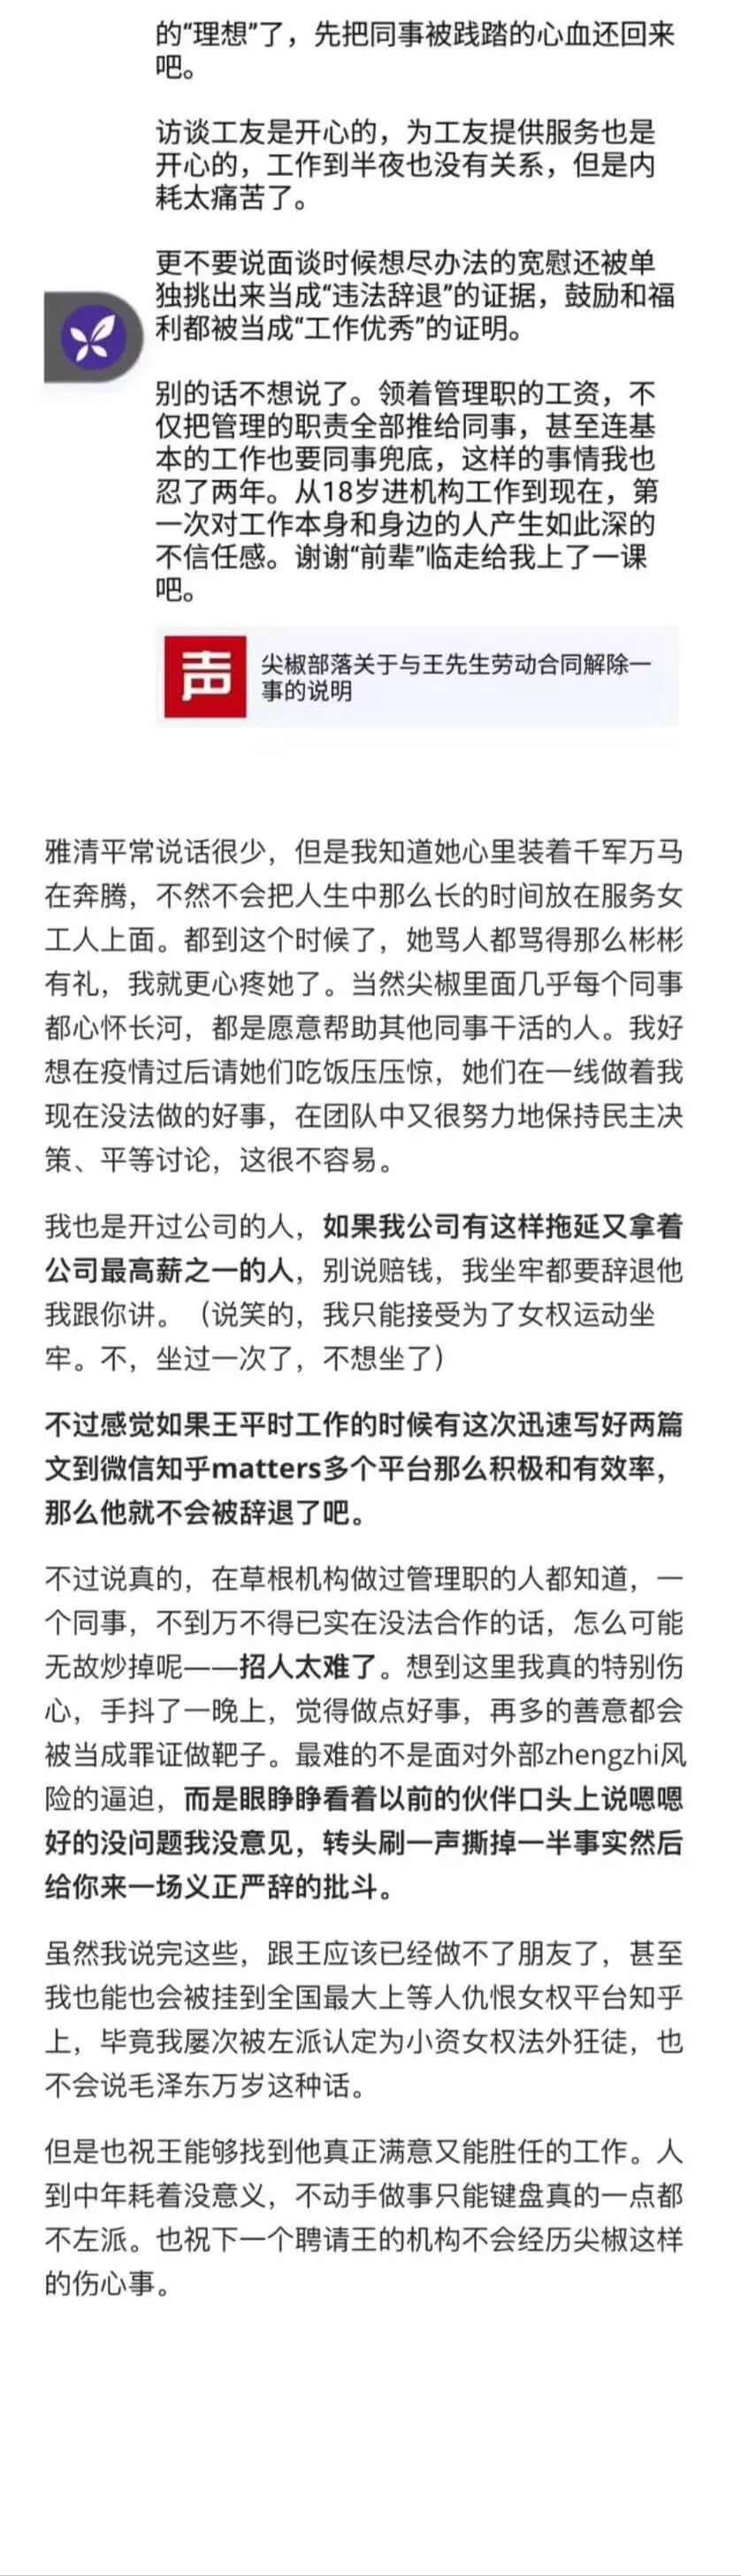 的“理想”了，先把同事被践踏的心血还回来
吧。
访谈工友是开心的，为工友提供服务也是
开心的，工作到半夜也没有关系，但是内
耗太痛苦了。
更不要说面谈时候想尽办法的宽慰还被单
独挑出来当成“违法辞退”的证据，鼓励和福
利都被当成“工作优秀”的证明。
别的话不想说了。领着管理职的工资，不
仅把管理的职责全部推给同事，甚至连基
本的工作也要同事兜底，这样的事情我也
忍了两年。从18岁进机构工作到现在，第
一次对工作本身和身边的人产生如此深的
不信任感。谢谢“前辈”临走给我上了一课
吧。
声
尖椒部落关于与王先生劳动合同解除一
事的说明
雅清平常说话很少，但是我知道她心里装着千军万马
在奔腾，不然不会把人生中那么长的时间放在服务女
工人上面。都到这个时候了，她骂人都骂得那么彬彬
有礼，我就更心疼她了。当然尖椒里面几乎每个同事
都心怀长河，都是愿意帮助其他同事干活的人。我好
想在疫情过后请她们吃饭压压惊，她们在一线做着我
现在没法做的好事，在团队中又很努力地保持民主决
策、平等讨论，这很不容易。
我也是开过公司的人，如果我公司有这样拖延又拿着
公司最高薪之一的人，别说赔钱，我坐牢都要辞退他
我跟你讲。（说笑的，我只能接受为了女权运动坐
牢。不，坐过一次了，不想坐了）
不过感觉如果王平时工作的时候有这次迅速写好两篇
文到微信知乎matters多个平台那么积极和有效率，
那么他就不会被辞退了吧。
不过说真的，在草根机构做过管理职的人都知道，一
个同事，不到万不得已实在没法合作的话，怎么可能
无故炒掉呢——招人太难了。想到这里我真的特别伤
心，手抖了一晚上，觉得做点好事，再多的善意都会
被当成罪证做靶子。最难的不是面对外部zhengzhi风
险的逼迫，而是眼睁睁看着以前的伙伴口头上说嗯嗯
好的没问题我没意见，转头刷一声撕掉一半事实然后
给你来一场义正严辞的批斗。
虽然我说完这些，跟王应该已经做不了朋友了，甚至
我也能也会被挂到全国最大上等人仇恨女权平台知乎
上，毕竟我屡次被左派认定为小资女权法外狂徒，也
不会说毛泽东万岁这种话。
但是也祝王能够找到他真正满意又能胜任的工作。人
到中年耗着没意义，不动手做事只能键盘真的一点都
不左派。也祝下一个聘请王的机构不会经历尖椒这样
的伤心事。